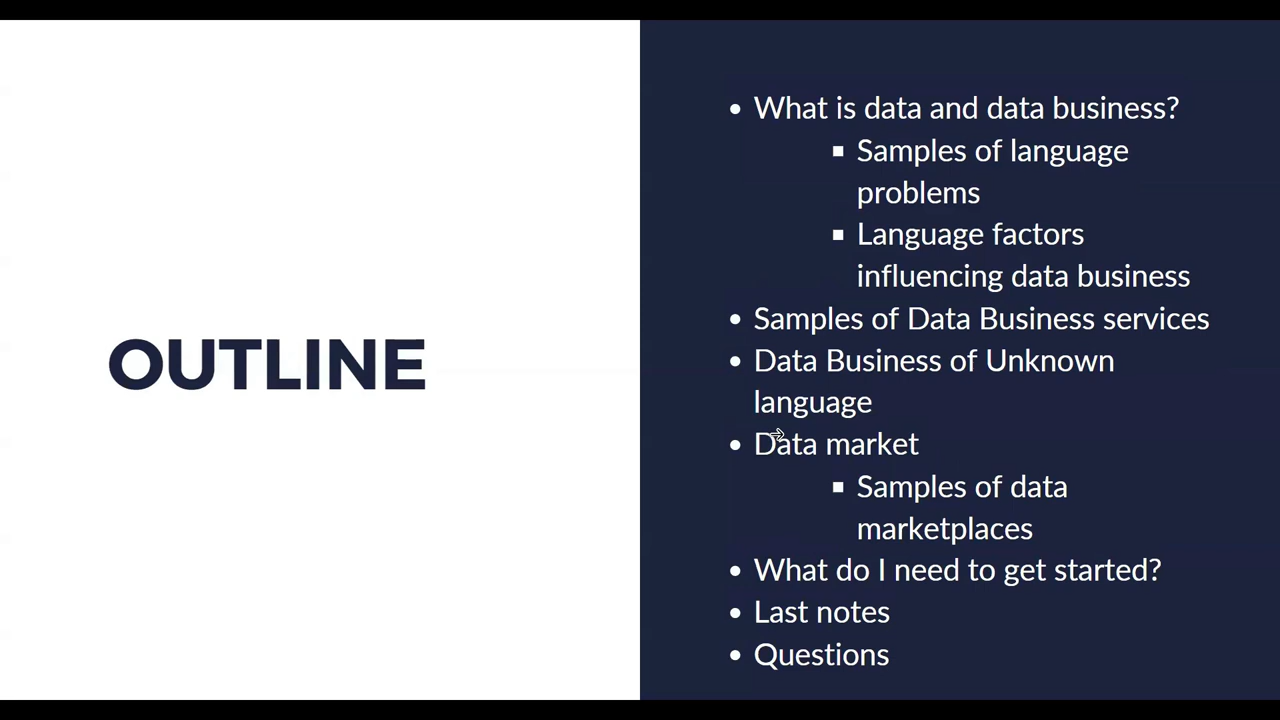 OUTLINE
• What is data and data business?
▪ Samples of language
problems
▪ Language factors
influencing data business
• Samples of Data Business services
• Data Business of Unknown
language
• Data market
▪ Samples of data
marketplaces
• What do I need to get started?
• Last notes
• Questions